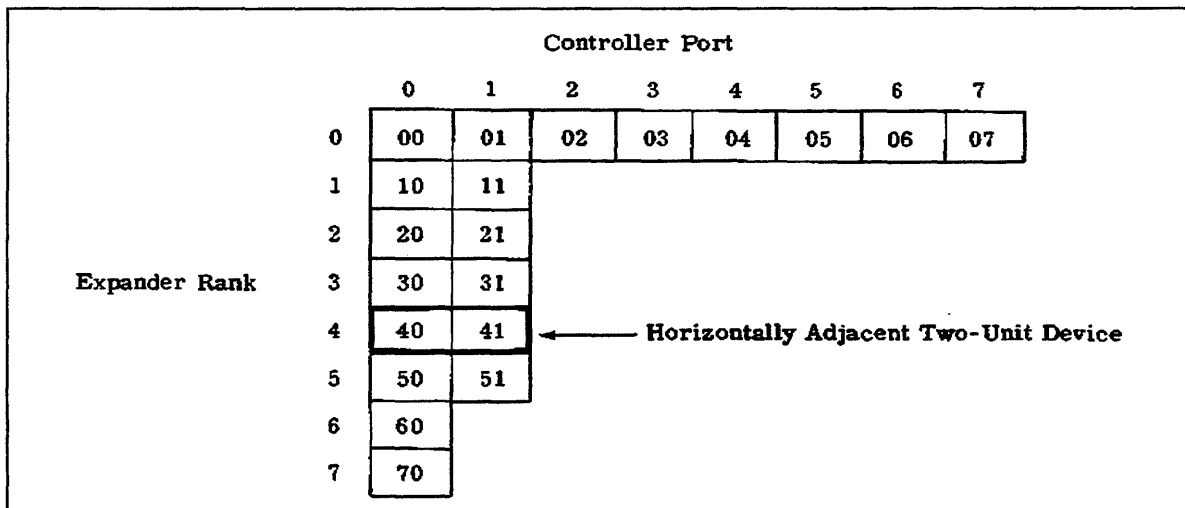 Controller Port
0 1 2 3 4 5 6 7
0 00 01 02 03 04 05 06 07
1 10 11
2 20 21
Expander Rank 3 30 31
4 40 41 Horizontally Adjacent Two-Unit Device
5 50 51
6 60
7 70